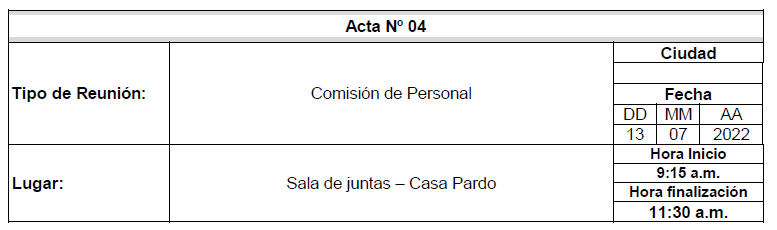 Acta Nº 04
Ciudad
Tipo de Reunión:
Comisión de Personal
Fecha
DD MM AA
13 07 2022
Lugar:
Sala de juntas – Casa Pardo
Hora Inicio
9:15 a.m.
Hora finalización
11:30 a.m.